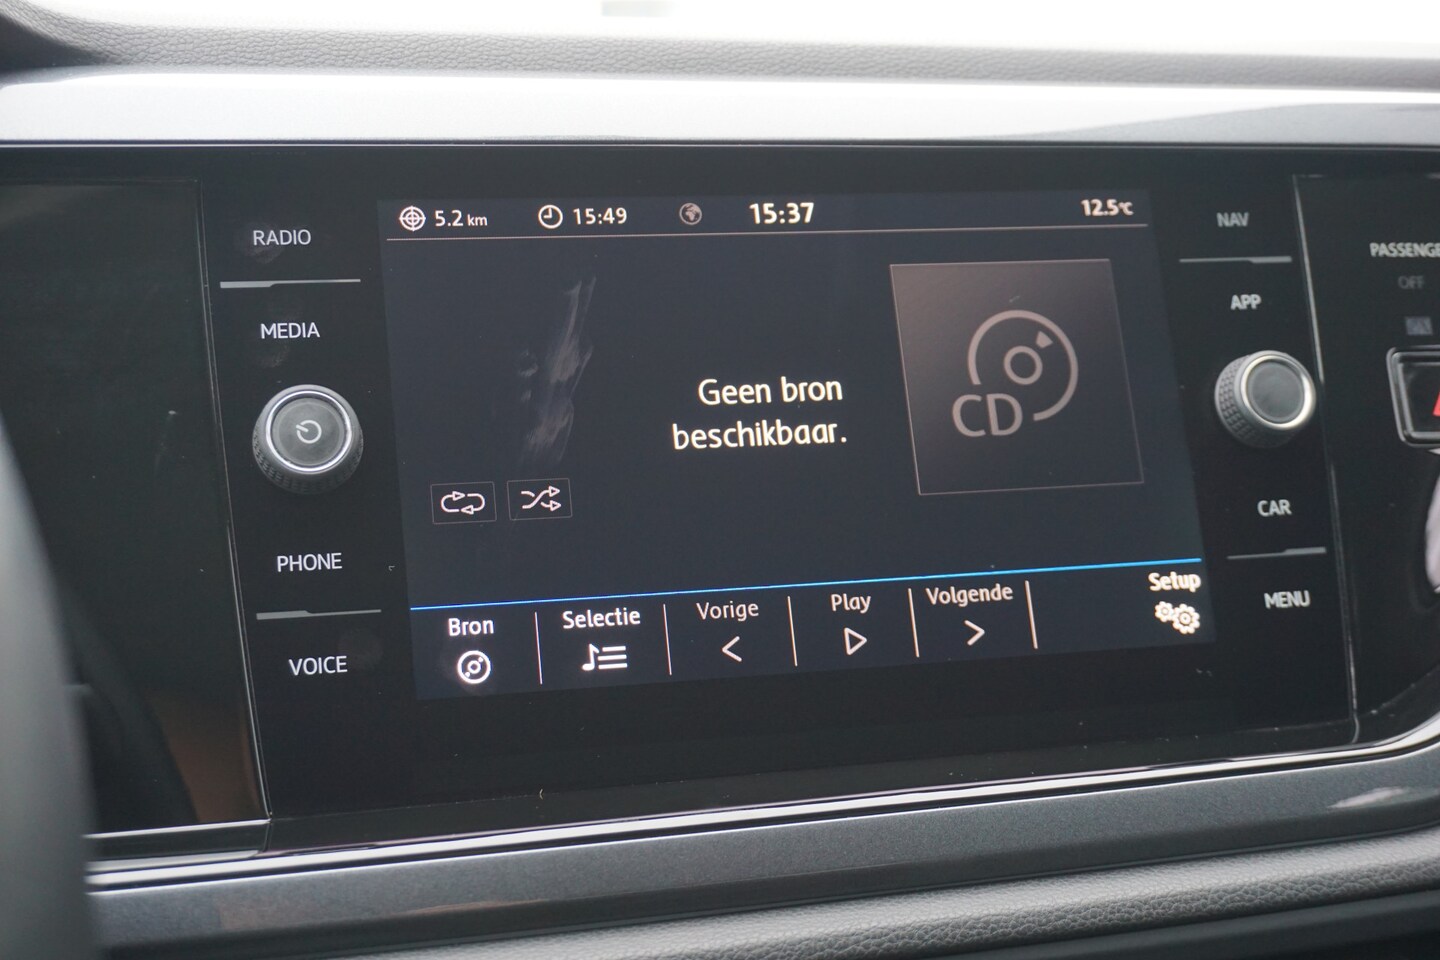 5.2 km
15:49
15:37
12.5°C
RADIO
MEDIA
PHONE
VOICE
Geen bron
beschikbaar.
CD
Bron
Selectie
Vorige
Play
Volgende
Setup
NAV
APP
CAR
MENU
PASSENGE
OFF